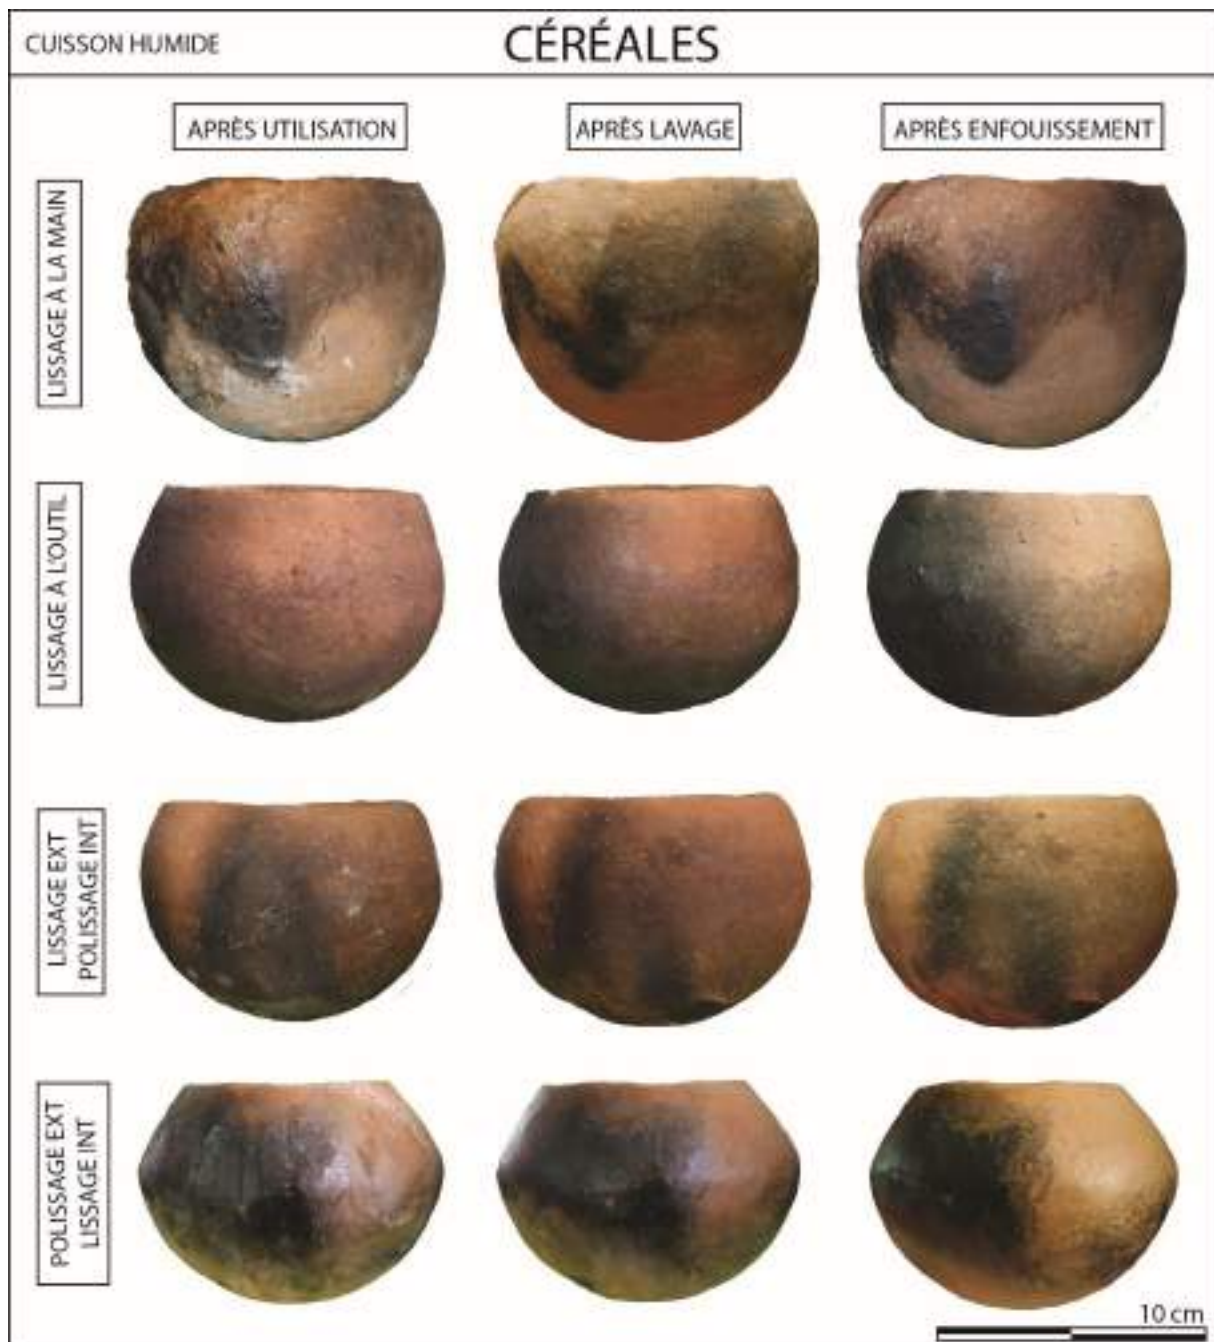 CUISSON HUMIDE
CÉRÉALES
APRÈS UTILISATION
APRÈS LAVAGE
APRÈS ENFOUISSEMENT
LISSAGE À LA MAIN
LISSAGE À L'OUTIL
LISSAGE EXT
POLISSAGE INT
POLISSAGE EXT
LISSAGE INT
10 cm